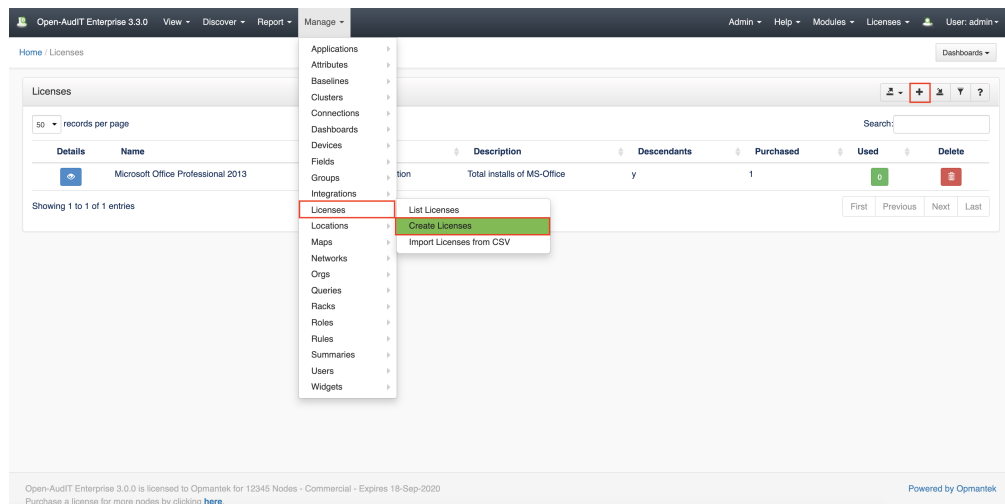 Open-AudIT Enterprise 3.3.0 View Discover Report Manage Admin Help Modules Licenses User: admin
Home / Licenses Dashboards
Licenses + ?
50 records per page Search:
Details Name Description Descendants Purchased Used Delete
Microsoft Office Professional 2013 tion Total installs of MS-Office y 1 0
Showing 1 to 1 of 1 entries First Previous Next Last
Applications
Attributes
Baselines
Clusters
Connections
Dashboards
Devices
Fields
Groups
Integrations
Licenses
Locations
Maps
Networks
Orgs
Queries
Racks
Roles
Rules
Summaries
Users
Widgets
List Licenses
Create Licenses
Import Licenses from CSV
Open-AudIT Enterprise 3.3.0 is licensed to Opmantek for 12345 Nodes - Commercial - Expires 18-Sep-2020 Powered by Opmantek
Purchase a license for more nodes by clicking here.